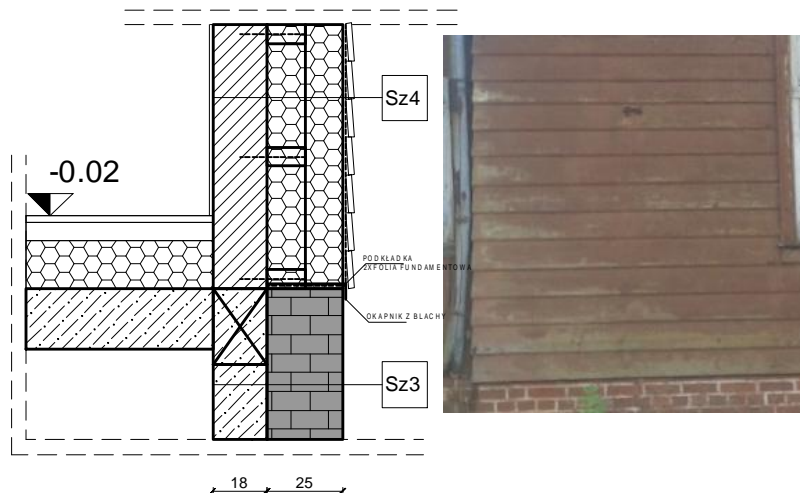 Sz4
-0.02
PODKŁADKA
2XFOLIA FUNDAMENTOWA
OKAPNIK Z BLACHY
Sz3
18
25